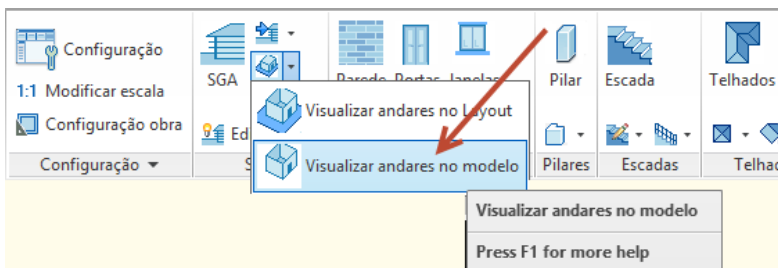 Configuração
1:1 Modificar escala
Configuração obra
Configuração
SGA
Parede Portas Janelas
Pilar
Escada
Telhados
Visualizar andares no Layout
Ed
Visualizar andares no modelo
S
Pilares
Escadas
Telhad
Visualizar andares no modelo
Press F1 for more help